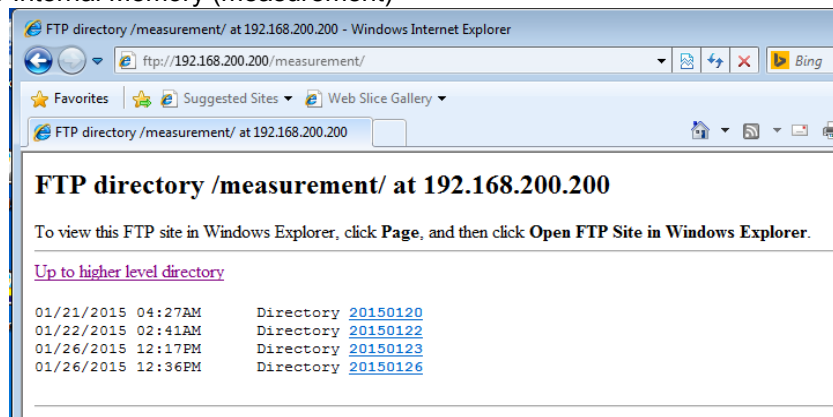 Internal Memory (measurement)
FTP directory /measurement/ at 192.168.200.200 - Windows Internet Explorer
ftp://192.168.200.200/measurement/
Bing
Favorites
Suggested Sites
Web Slice Gallery
FTP directory /measurement/ at 192.168.200.200
FTP directory /measurement/ at 192.168.200.200
To view this FTP site in Windows Explorer, click Page, and then click Open FTP Site in Windows Explorer.
Up to higher level directory
01/21/2015 04:27AM Directory 20150120
01/22/2015 02:41AM Directory 20150122
01/26/2015 12:17PM Directory 20150123
01/26/2015 12:36PM Directory 20150126